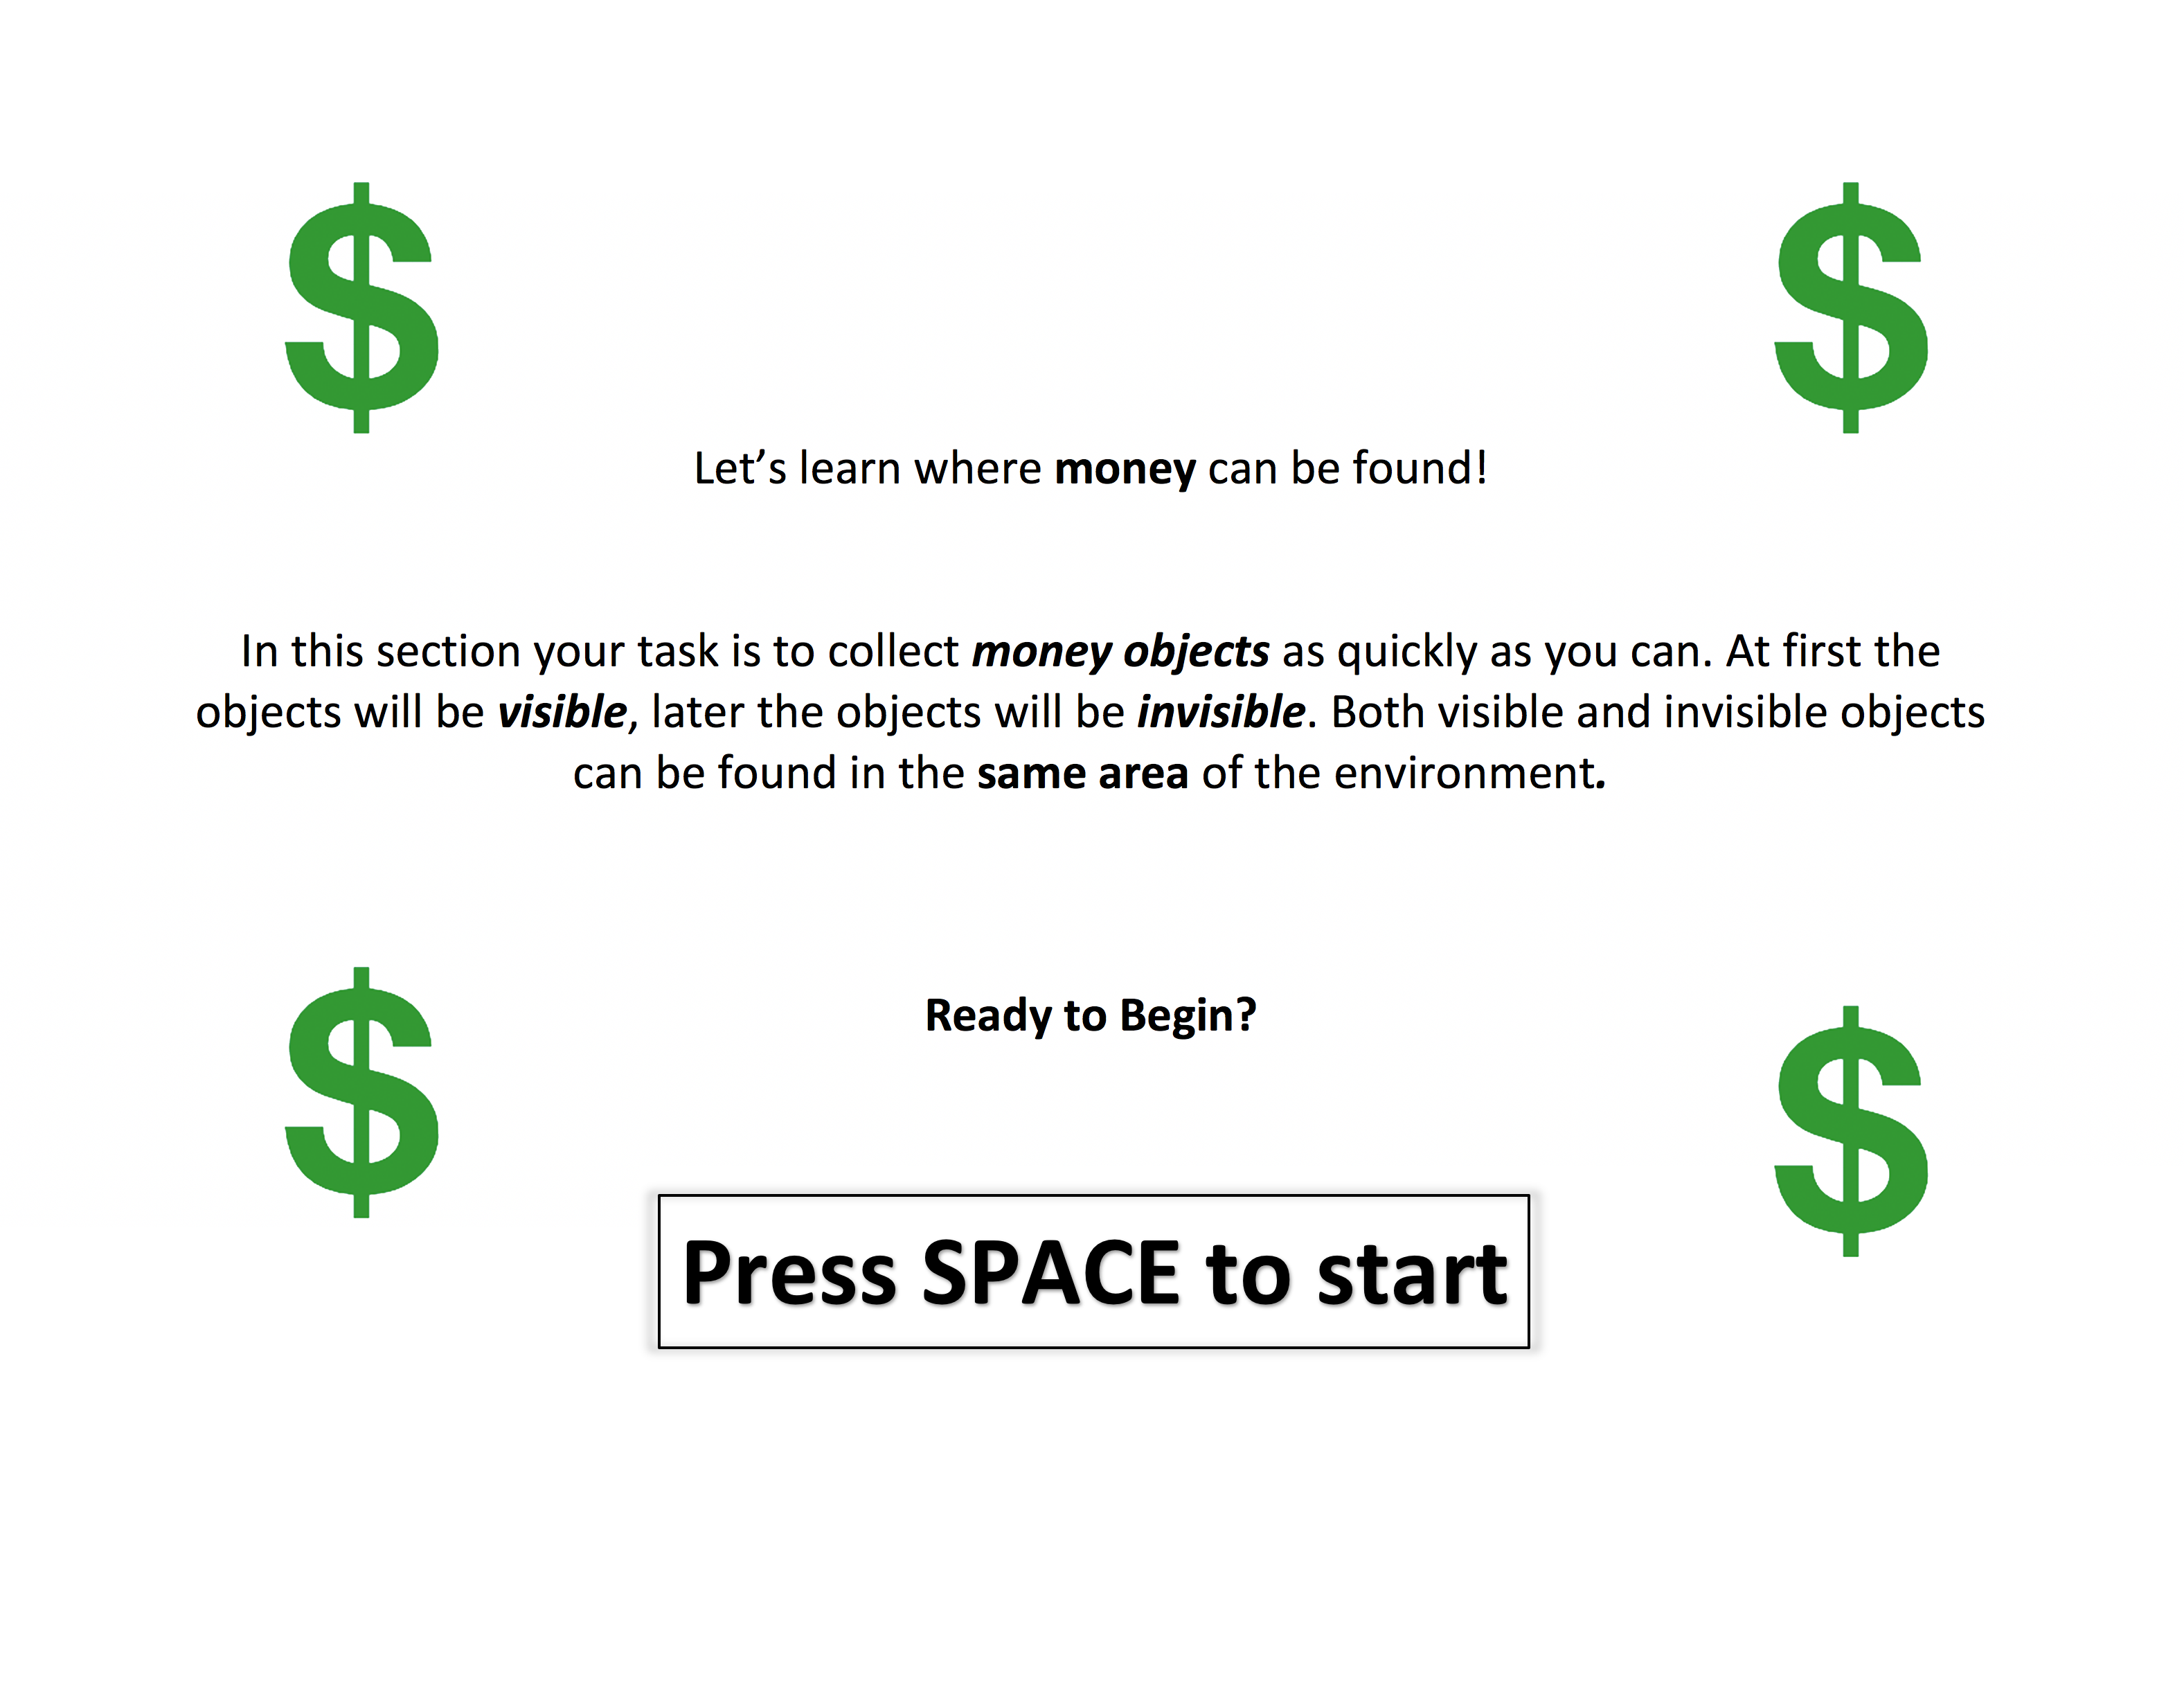 $ $
Let’s learn where money can be found!
In this section your task is to collect money objects as quickly as you can. At first the
objects will be visible, later the objects will be invisible. Both visible and invisible objects
can be found in the same area of the environment.
$ $
Ready to Begin?
Press SPACE to start